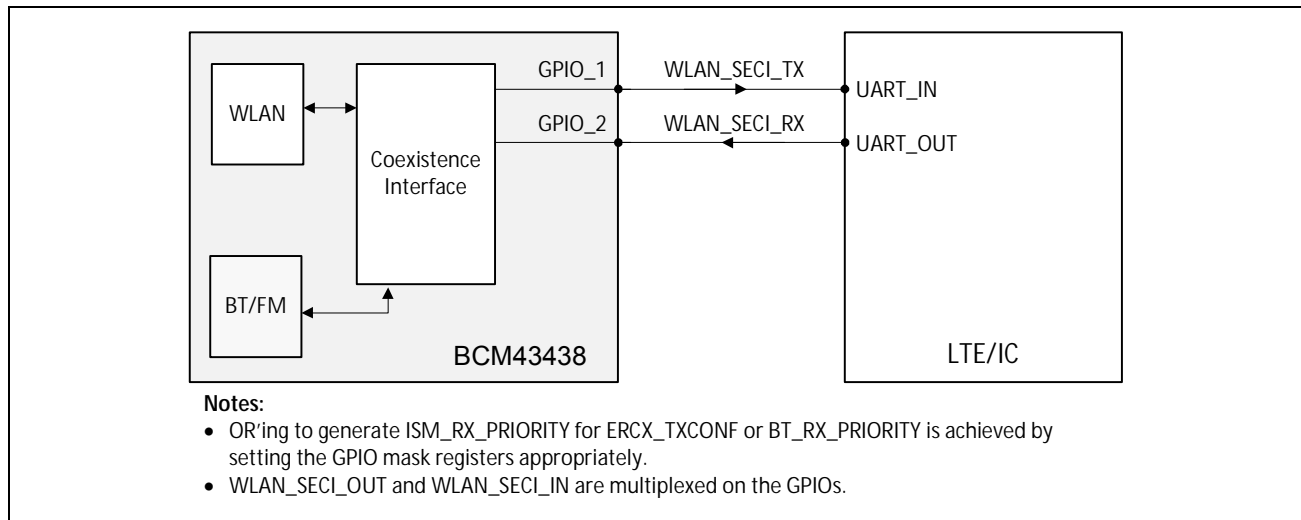 GPIO_1 WLAN_SECI_TX UART_IN
WLAN
GPIO_2 WLAN_SECI_RX UART_OUT
Coexistence
Interface
BT/FM
BCM43438
LTE/IC
Notes:
• OR'ing to generate ISM_RX_PRIORITY for ERCX_TXCONF or BT_RX_PRIORITY is achieved by
setting the GPIO mask registers appropriately.
• WLAN_SECI_OUT and WLAN_SECI_IN are multiplexed on the GPIOs.